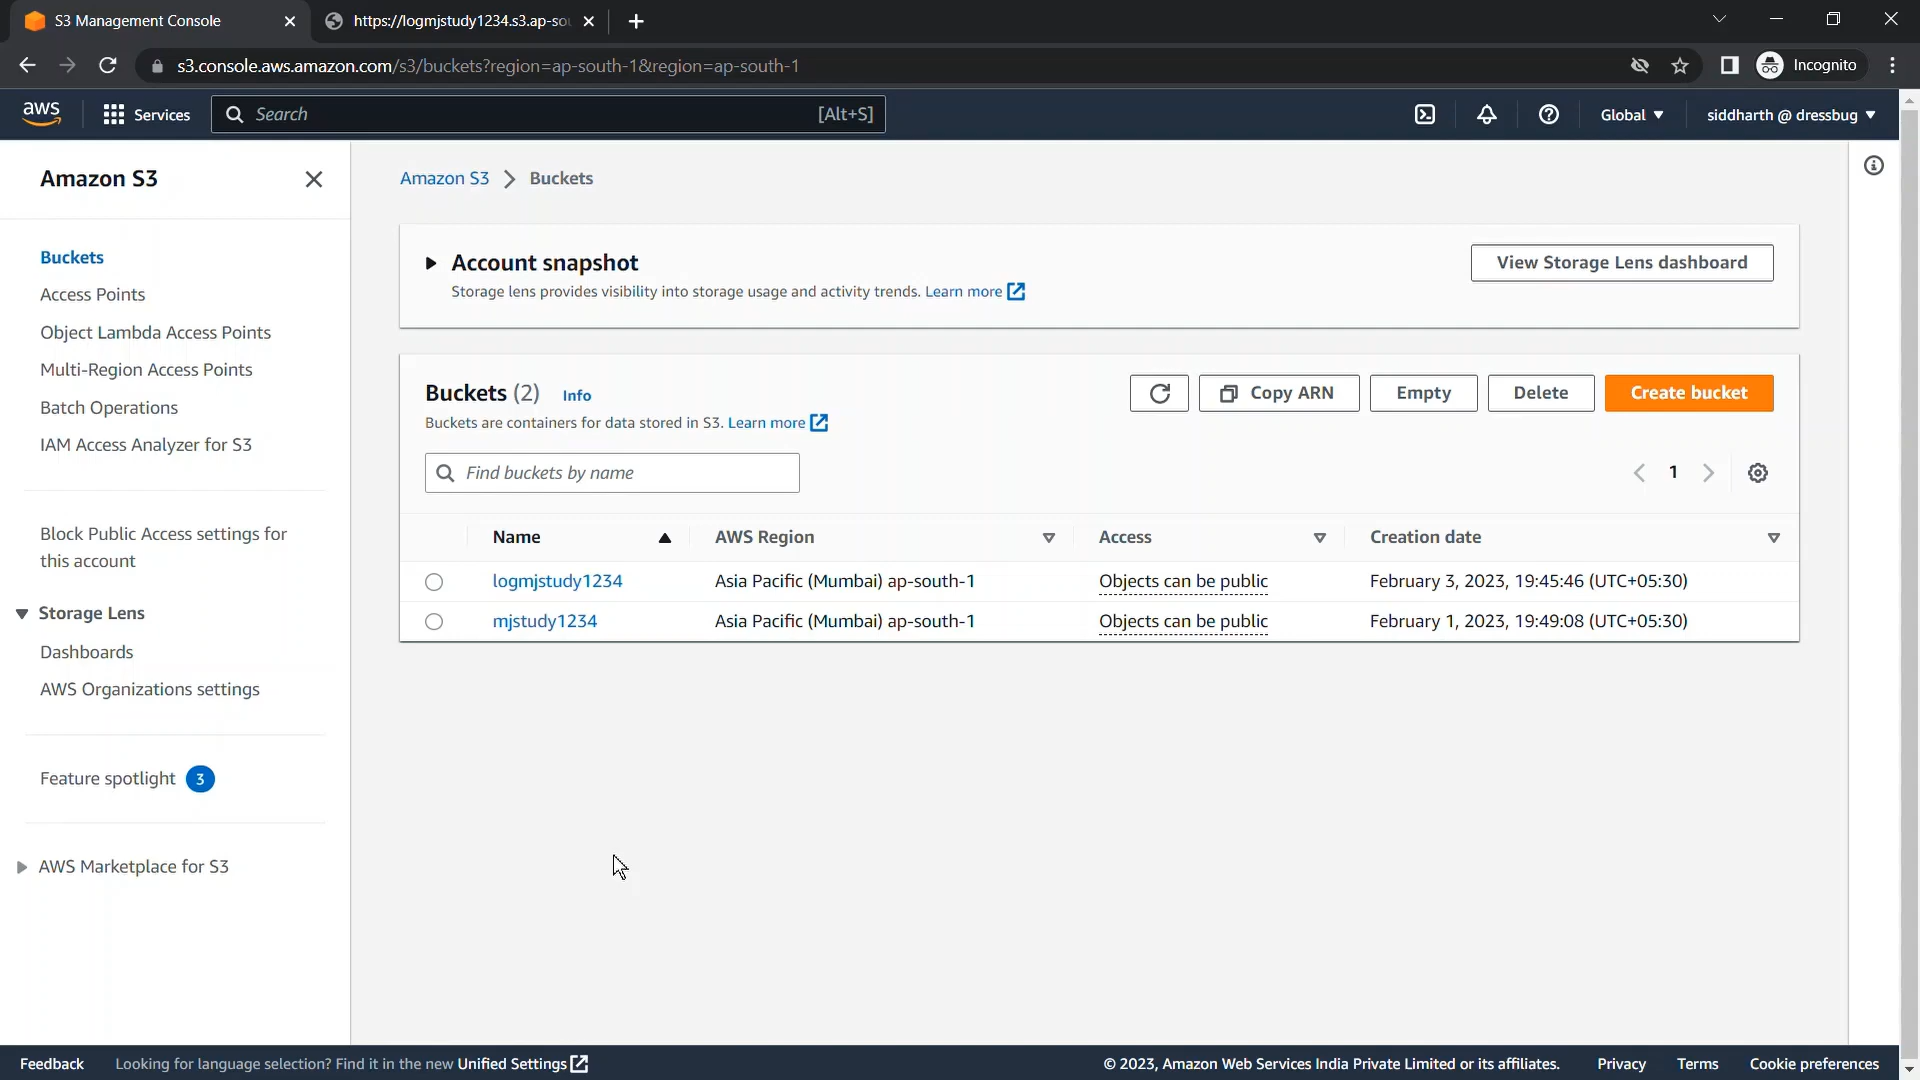 S3 Management Console
https://logmjstudy1234.s3.ap-sou
s3.console.aws.amazon.com/s3/buckets?region=ap-south-1&region=ap-south-1
Incognito
aws
Services
Search
[Alt+S]
Global
siddharth @ dressbug
Amazon S3
Buckets
Access Points
Object Lambda Access Points
Multi-Region Access Points
Batch Operations
IAM Access Analyzer for S3
Block Public Access settings for
this account
Storage Lens
Dashboards
AWS Organizations settings
Feature spotlight 3
AWS Marketplace for S3
Amazon S3 > Buckets
Account snapshot
Storage lens provides visibility into storage usage and activity trends. Learn more
View Storage Lens dashboard
Buckets (2) Info
Buckets are containers for data stored in S3. Learn more
Copy ARN
Empty
Delete
Create bucket
Find buckets by name
1
Name AWS Region Access Creation date
logmjstudy1234 Asia Pacific (Mumbai) ap-south-1 Objects can be public February 3, 2023, 19:45:46 (UTC+05:30)
mjstudy1234 Asia Pacific (Mumbai) ap-south-1 Objects can be public February 1, 2023, 19:49:08 (UTC+05:30)
Feedback Looking for language selection? Find it in the new Unified Settings © 2023, Amazon Web Services India Private Limited or its affiliates. Privacy Terms Cookie preferences